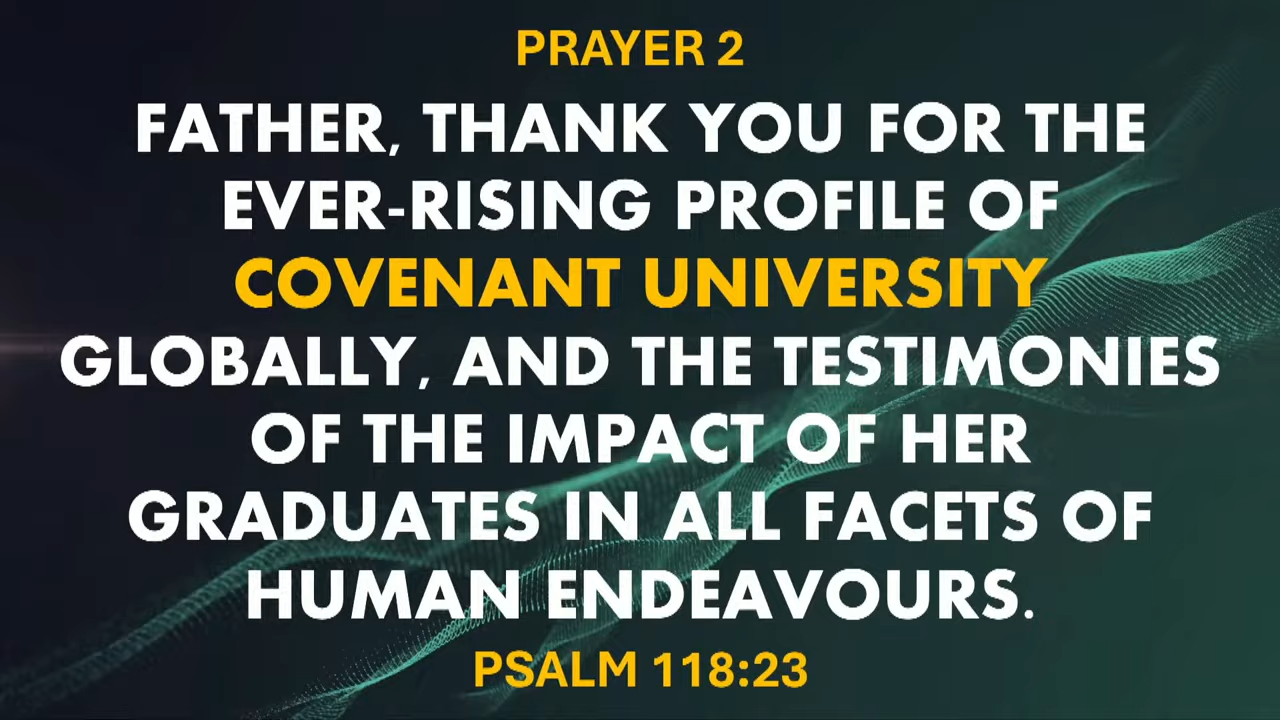 PRAYER 2
FATHER, THANK YOU FOR THE
EVER-RISING PROFILE OF
COVENANT UNIVERSITY
GLOBALLY, AND THE TESTIMONIES
OF THE IMPACT OF HER
GRADUATES IN ALL FACETS OF
HUMAN ENDEAVOURS.
PSALM 118:23